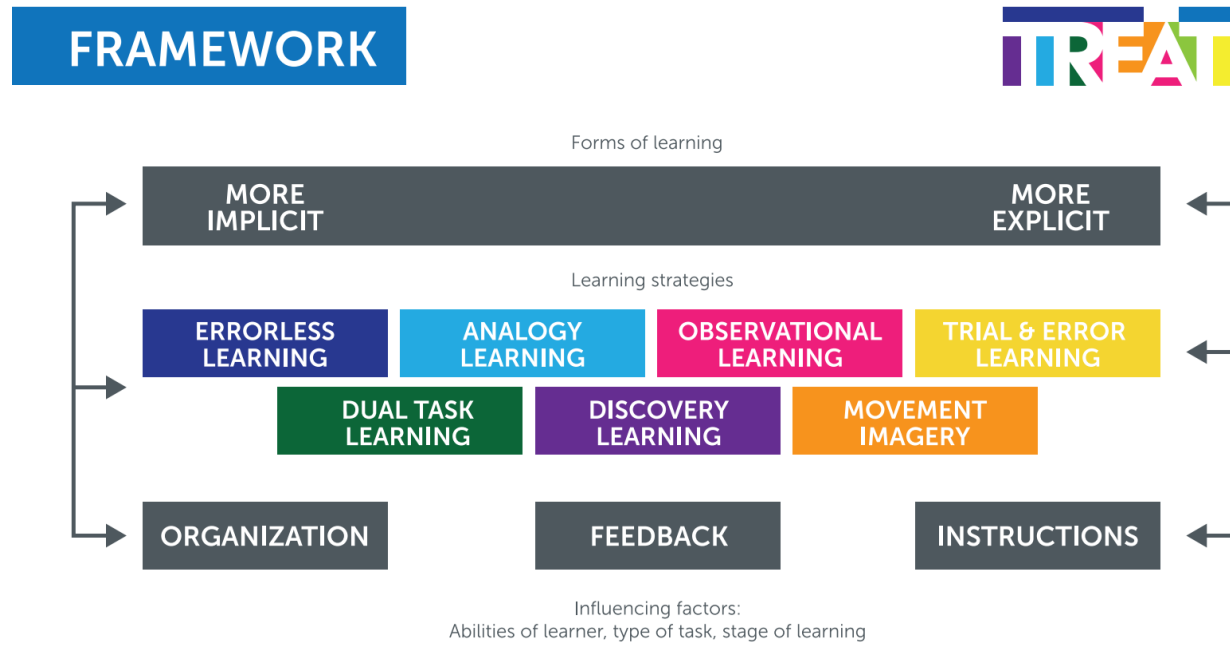 FRAMEWORK
TREAT
Forms of learning
MORE
IMPLICIT
MORE
EXPLICIT
Learning strategies
ERRORLESS
LEARNING
ANALOGY
LEARNING
OBSERVATIONAL
LEARNING
TRIAL & ERROR
LEARNING
DUAL TASK
LEARNING
DISCOVERY
LEARNING
MOVEMENT
IMAGERY
ORGANIZATION
FEEDBACK
INSTRUCTIONS
Influencing factors:
Abilities of learner, type of task, stage of learning